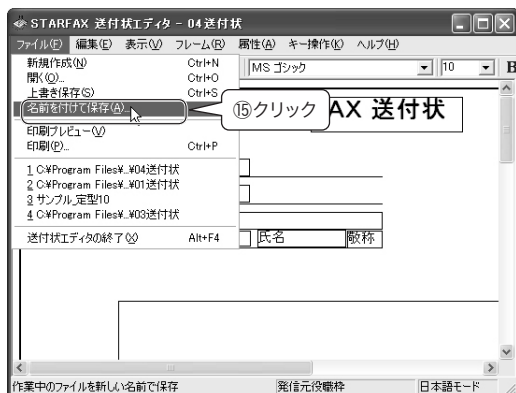 STARFAX 送付状エディタ - 04送付状
ファイル(F) 編集(E) 表示(V) フレーム(R) 属性(A) キー操作(K) ヘルプ(H)
新規作成(N) Ctrl+N
開く(O)... Ctrl+O
上書き保存(S) Ctrl+S
名前を付けて保存(A)...
印刷プレビュー(V)
印刷(P)... Ctrl+P
1 C:¥Program Files¥...¥04送付状
2 C:¥Program Files¥...¥01送付状
3 サンプル_定型10
4 C:¥Program Files¥...¥03送付状
送付状エディタの終了(X) Alt+F4
MS ゴシック 10 B
⑮クリック
AX 送付状
氏名 敬称
作業中のファイルを新しい名前で保存 発信元役職枠 日本語モード